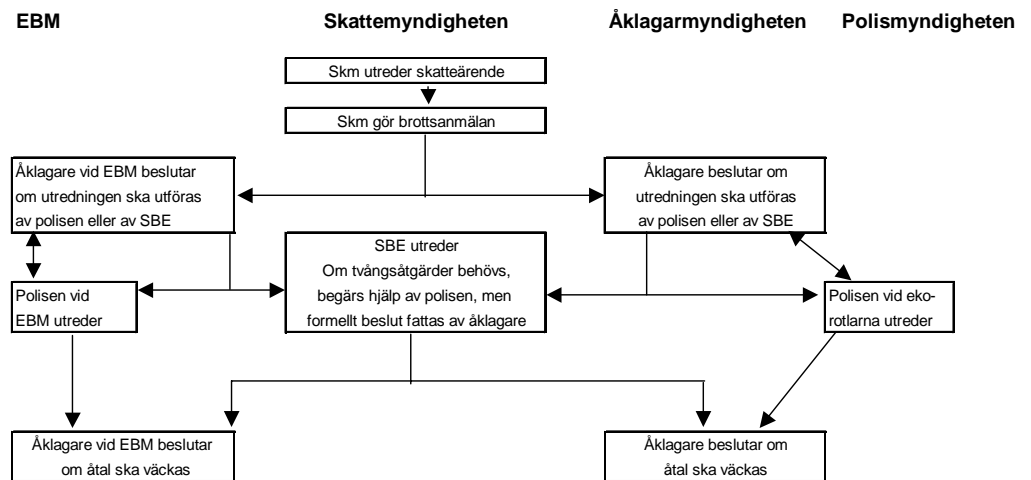 EBM
Skattemyndigheten
Åklagarmyndigheten
Polismyndigheten
Skm utreder skatteärende
Skm gör brottsanmälan
Åklagare vid EBM beslutar
om utredningen ska utföras
av polisen eller av SBE
Åklagare beslutar om
utredningen ska utföras
av polisen eller av SBE
SBE utreder
Om tvångsåtgärder behövs,
begärs hjälp av polisen, men
formellt beslut fattas av åklagare
Polisen vid
EBM utreder
Polisen vid eko-
rotlarna utreder
Åklagare vid EBM beslutar
om åtal ska väckas
Åklagare beslutar om
åtal ska väckas